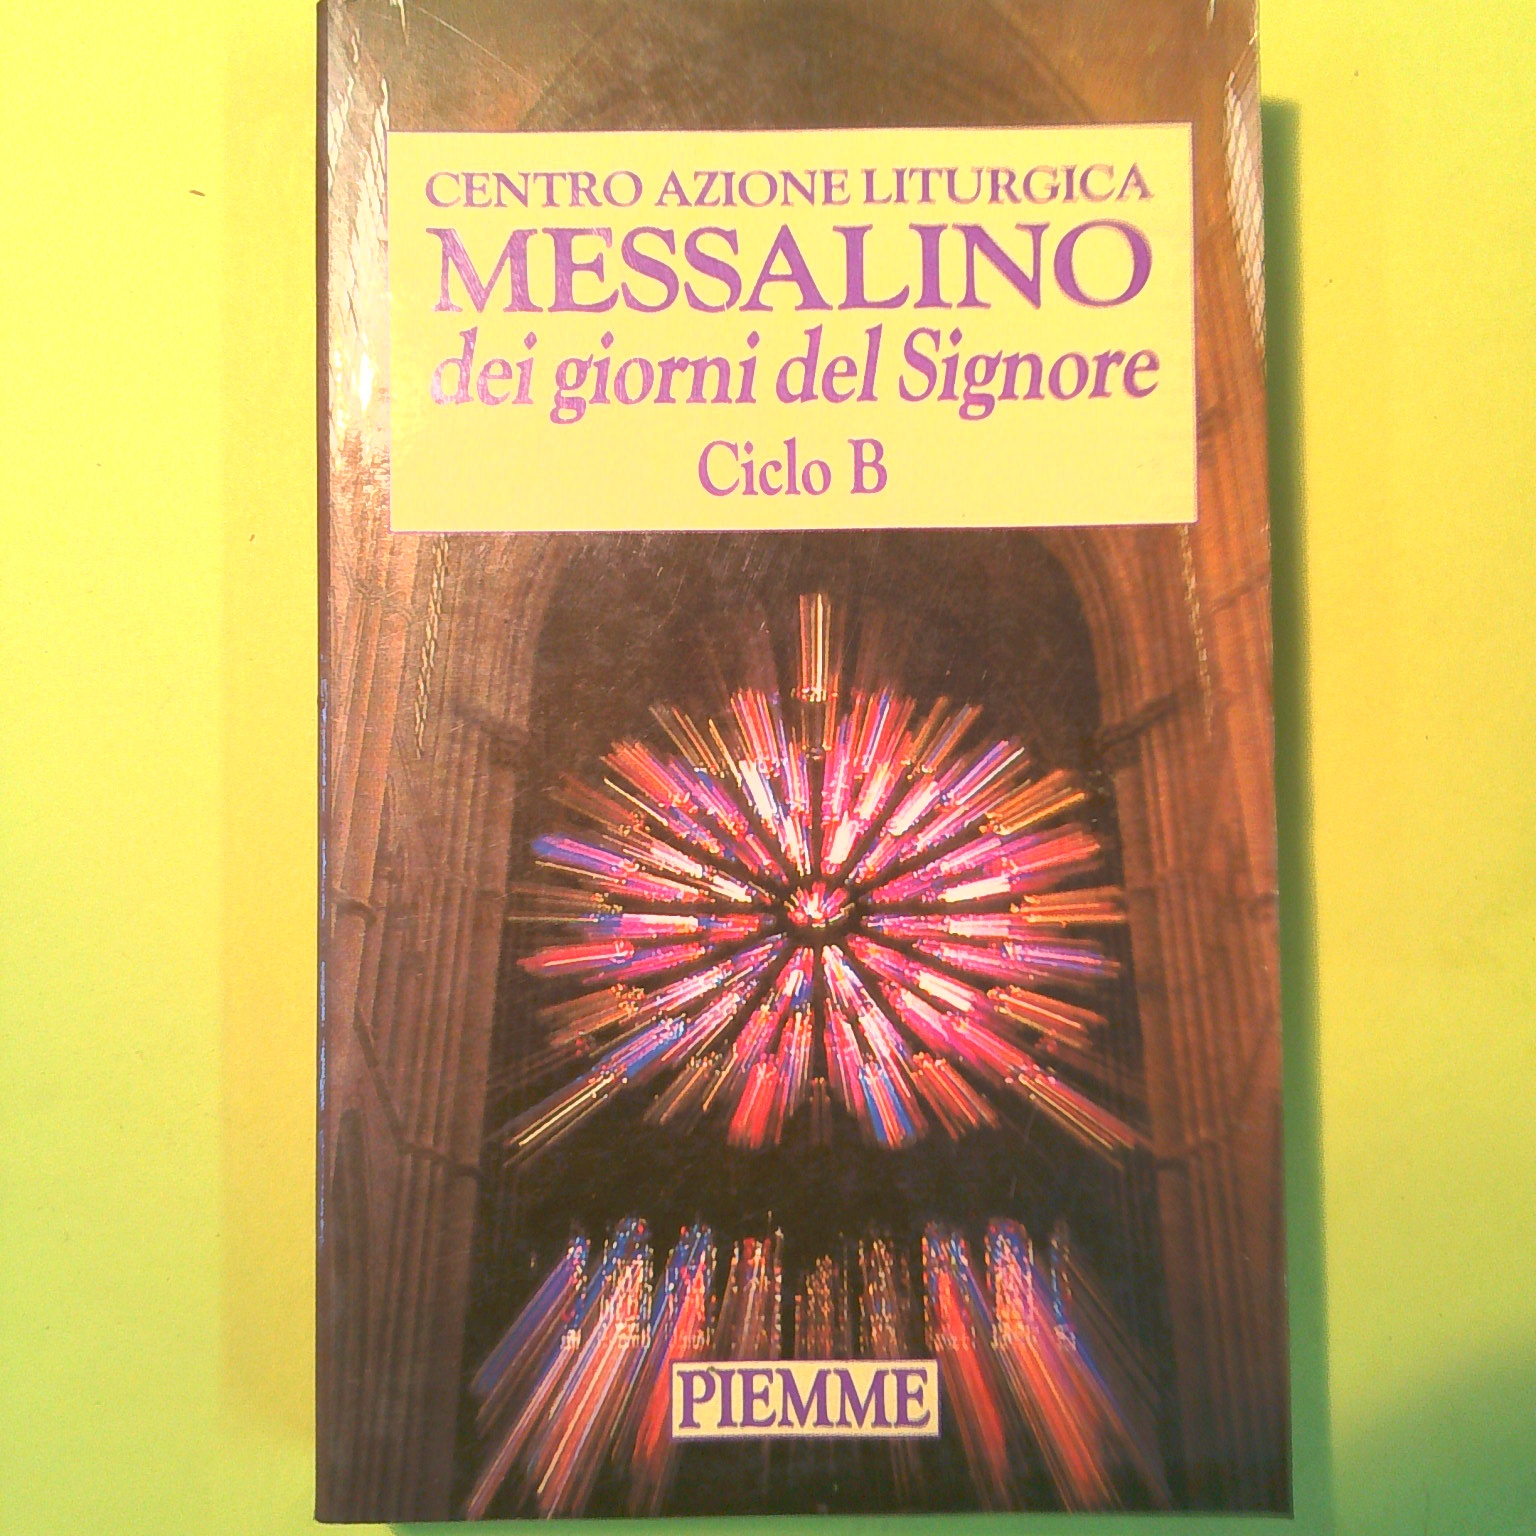 CENTRO AZIONE LITURGICA
MESSALINO
dei giorni del Signore
Ciclo B
PIEMME